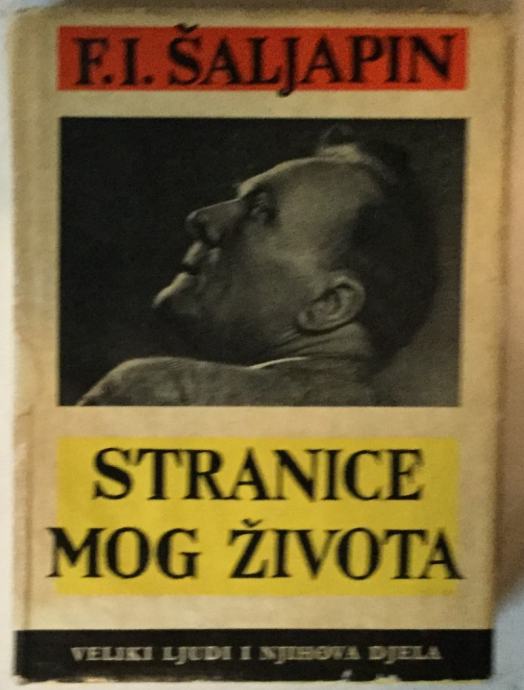 F. I. ŠALJAPIN
STRANICE
MOG ŽIVOTA
VELIKI LJUDI I NJIHOVA DJELA